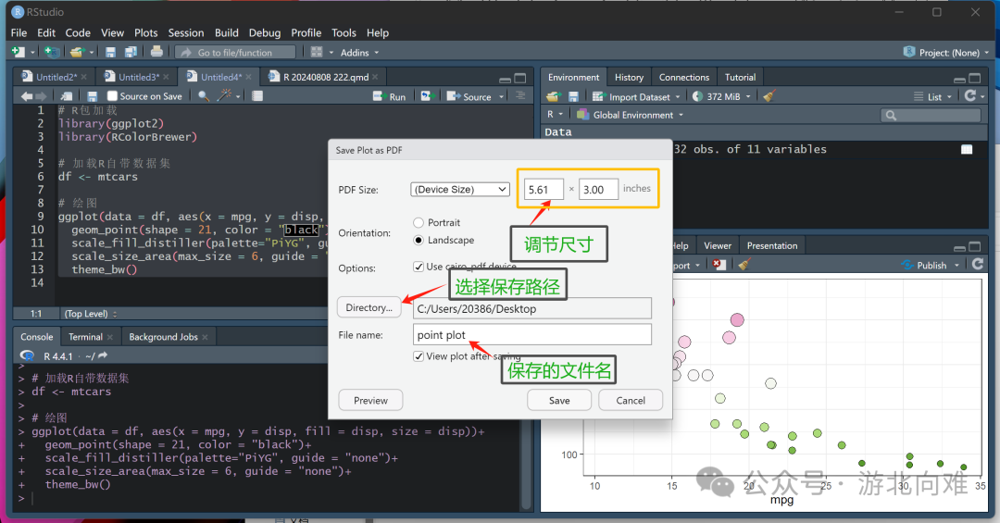 RStudio
File Edit Code View Plots Session Build Debug Profile Tools Help
Go to file/function
Addins
Project: (None)
Untitled2*
Untitled3*
Untitled4*
R 20240808 222.qmd
Source on Save
Run
Source
1 # R包加载
2 library(ggplot2)
3 library(RColorBrewer)
4
5 # 加载R自带数据集
6 df <- mtcars
7
8 # 绘图
9 ggplot(data = df, aes(x = mpg, y = disp,
10 geom_point(shape = 21, color = "black"
11 scale_fill_distiller(palette="PiYG",
12 scale_size_area(max_size = 6, guide = "
13 theme_bw()
14
1:1 (Top Level)
Console Terminal Background Jobs
R 4.4.1 · ~/
>
> # 加载R自带数据集
> df <- mtcars
>
> # 绘图
> ggplot(data = df, aes(x = mpg, y = disp, fill = disp, size = disp))+
+ geom_point(shape = 21, color = "black")+
+ scale_fill_distiller(palette="PiYG", guide = "none")+
+ scale_size_area(max_size = 6, guide = "none")+
+ theme_bw()
>
Save Plot as PDF
PDF Size: (Device Size) 5.61 × 3.00 inches
调节尺寸
Orientation:
Portrait
Landscape
Options:
Use cairo_pdf device
选择保存路径
Directory... C:/Users/20386/Desktop
File name: point plot
View plot after saving
保存的文件名
Preview Save Cancel
Environment History Connections Tutorial
Import Dataset 372 MiB List
R Global Environment
Data
32 obs. of 11 variables
Help Viewer Presentation
port
Publish
100
10 15 20 25 30 35
mpg
公众号 · 游北向难